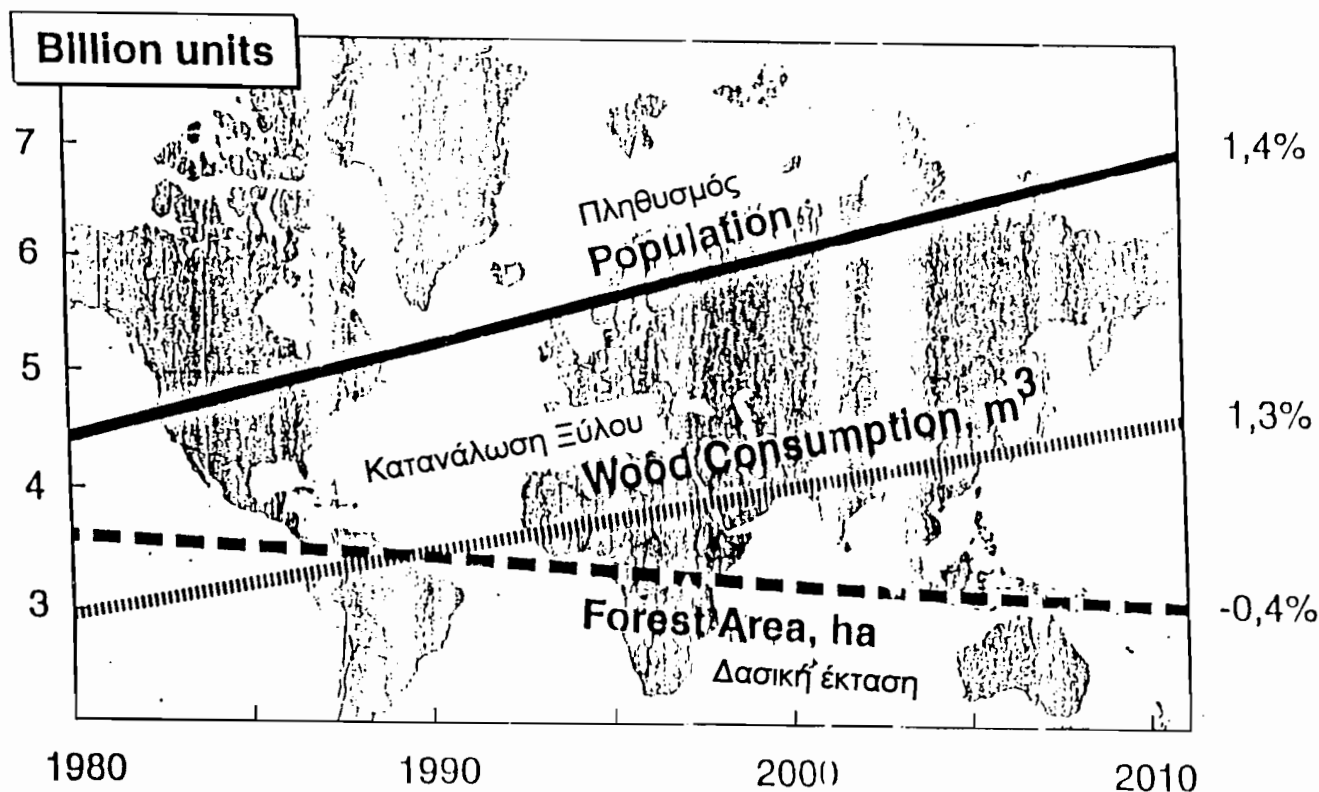 Billion units
7
6
5
4
3
1,4%
1,3%
-0,4%
Πληθυσμός
Population
Κατανάλωση Ξύλου
Wood Consumption, m³
Forest Area, ha
Δασική έκταση
1980
1990
2000
2010